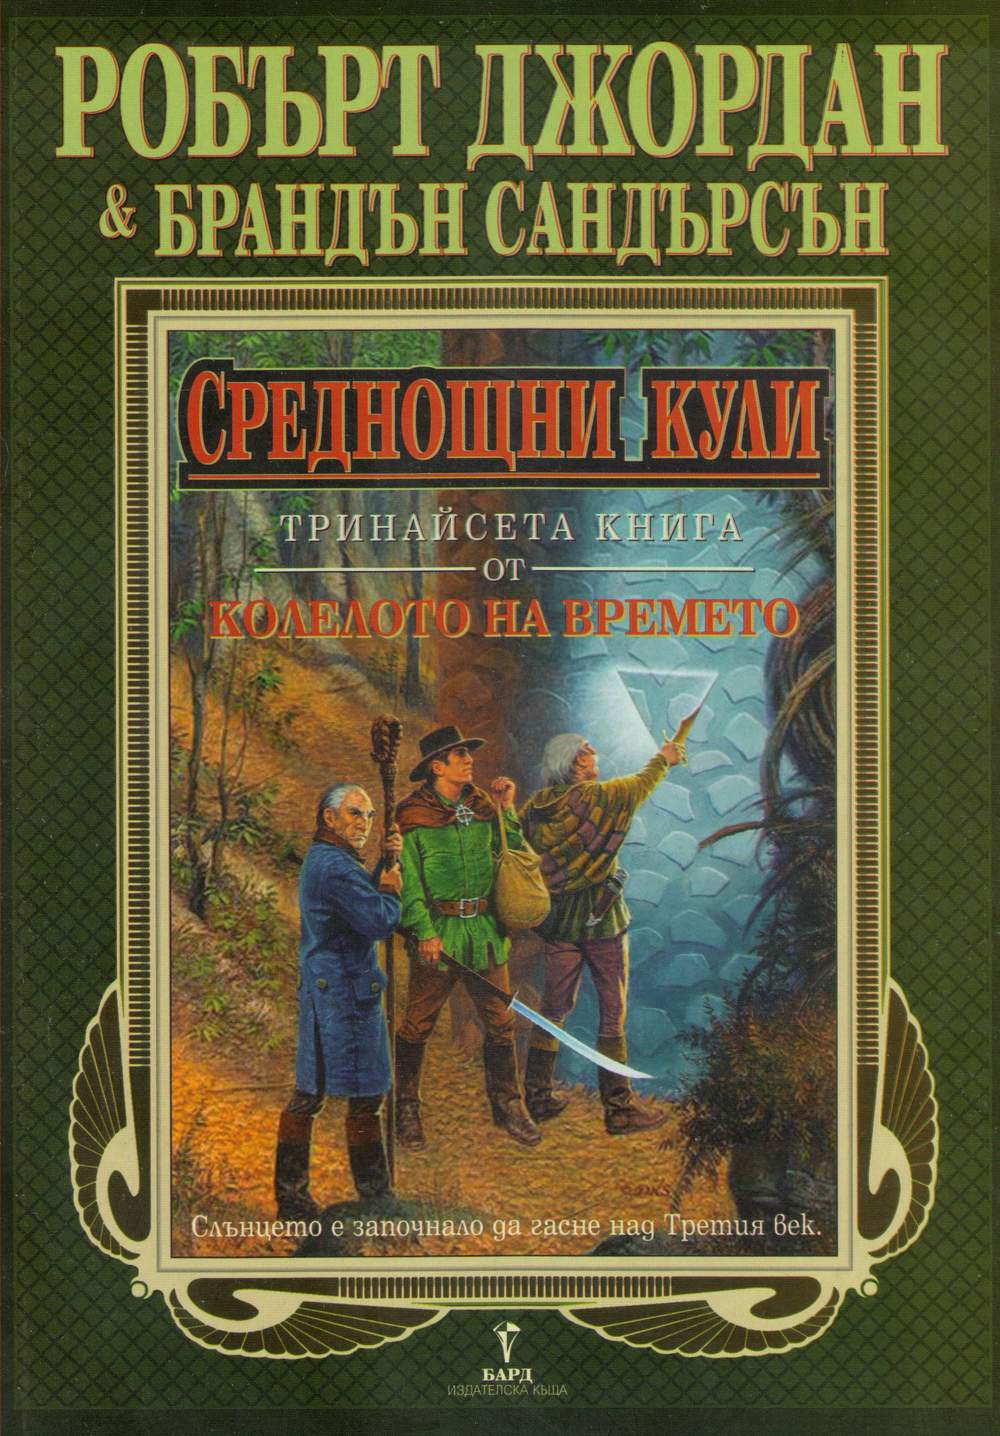 РОБЪРТ ДЖОРДАН
& БРАНДЪН САНДЪРСЪН
СРЕДНОЩНИ КУЛИ
ТРИНАЙСЕТА КНИГА
ОТ
КОЛЕЛОТО НА ВРЕМЕТО
Слънцето е започнало да гасне над Третия век.
БАРД
ИЗДАТЕЛСКА КЪЩА